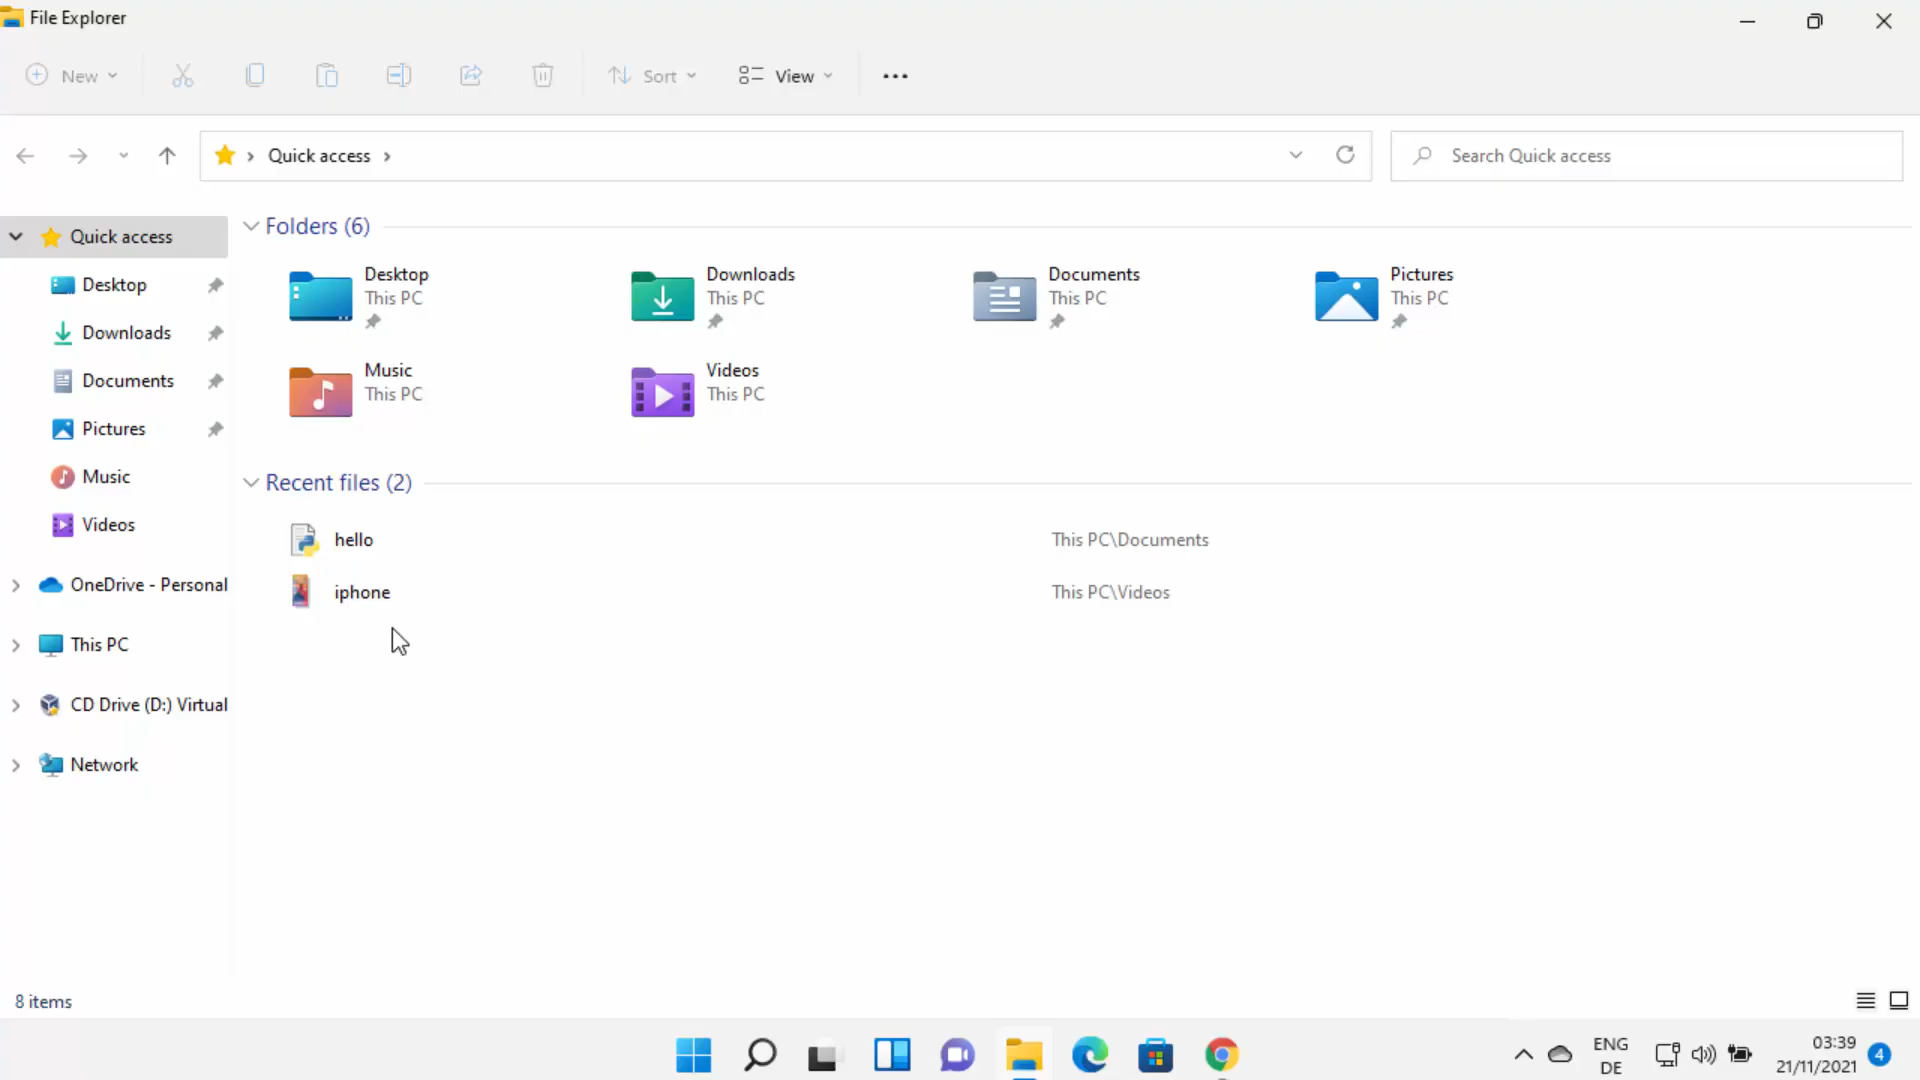 File Explorer
New
Sort
View
Quick access
Search Quick access
Quick access
Desktop
Downloads
Documents
Pictures
Music
Videos
OneDrive - Personal
This PC
CD Drive (D:) Virtual
Network
Folders (6)
Desktop
This PC
Downloads
This PC
Documents
This PC
Pictures
This PC
Music
This PC
Videos
This PC
Recent files (2)
hello
This PC\Documents
iphone
This PC\Videos
8 items
ENG
DE
03:39
21/11/2021
4